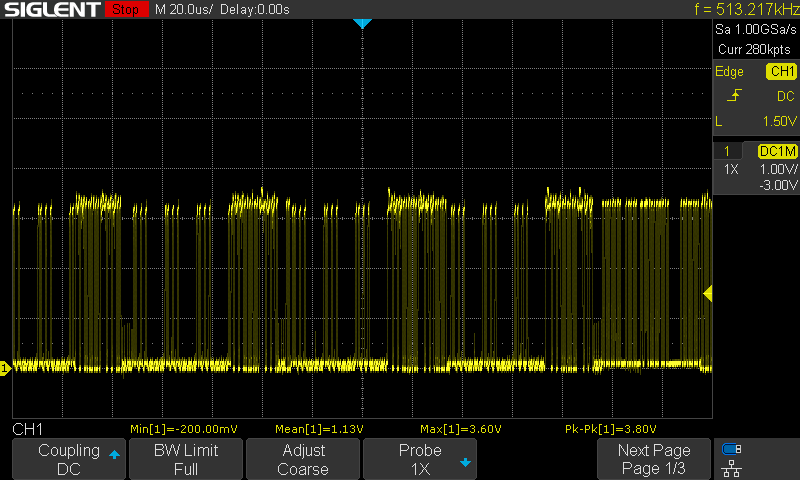 SIGLENT Stop M 20.0us/ Delay:0.00s f = 513.217kHz
Sa 1.00GSa/s
Curr 280kpts
Edge CH1
DC
L 1.50V
1 DC1M
1X 1.00V/
-3.00V
1
CH1 Min[1]=-200.00mV Mean[1]=1.13V Max[1]=3.60V Pk-Pk[1]=3.80V
Coupling BW Limit Adjust Probe Next Page
DC Full Coarse 1X Page 1/3